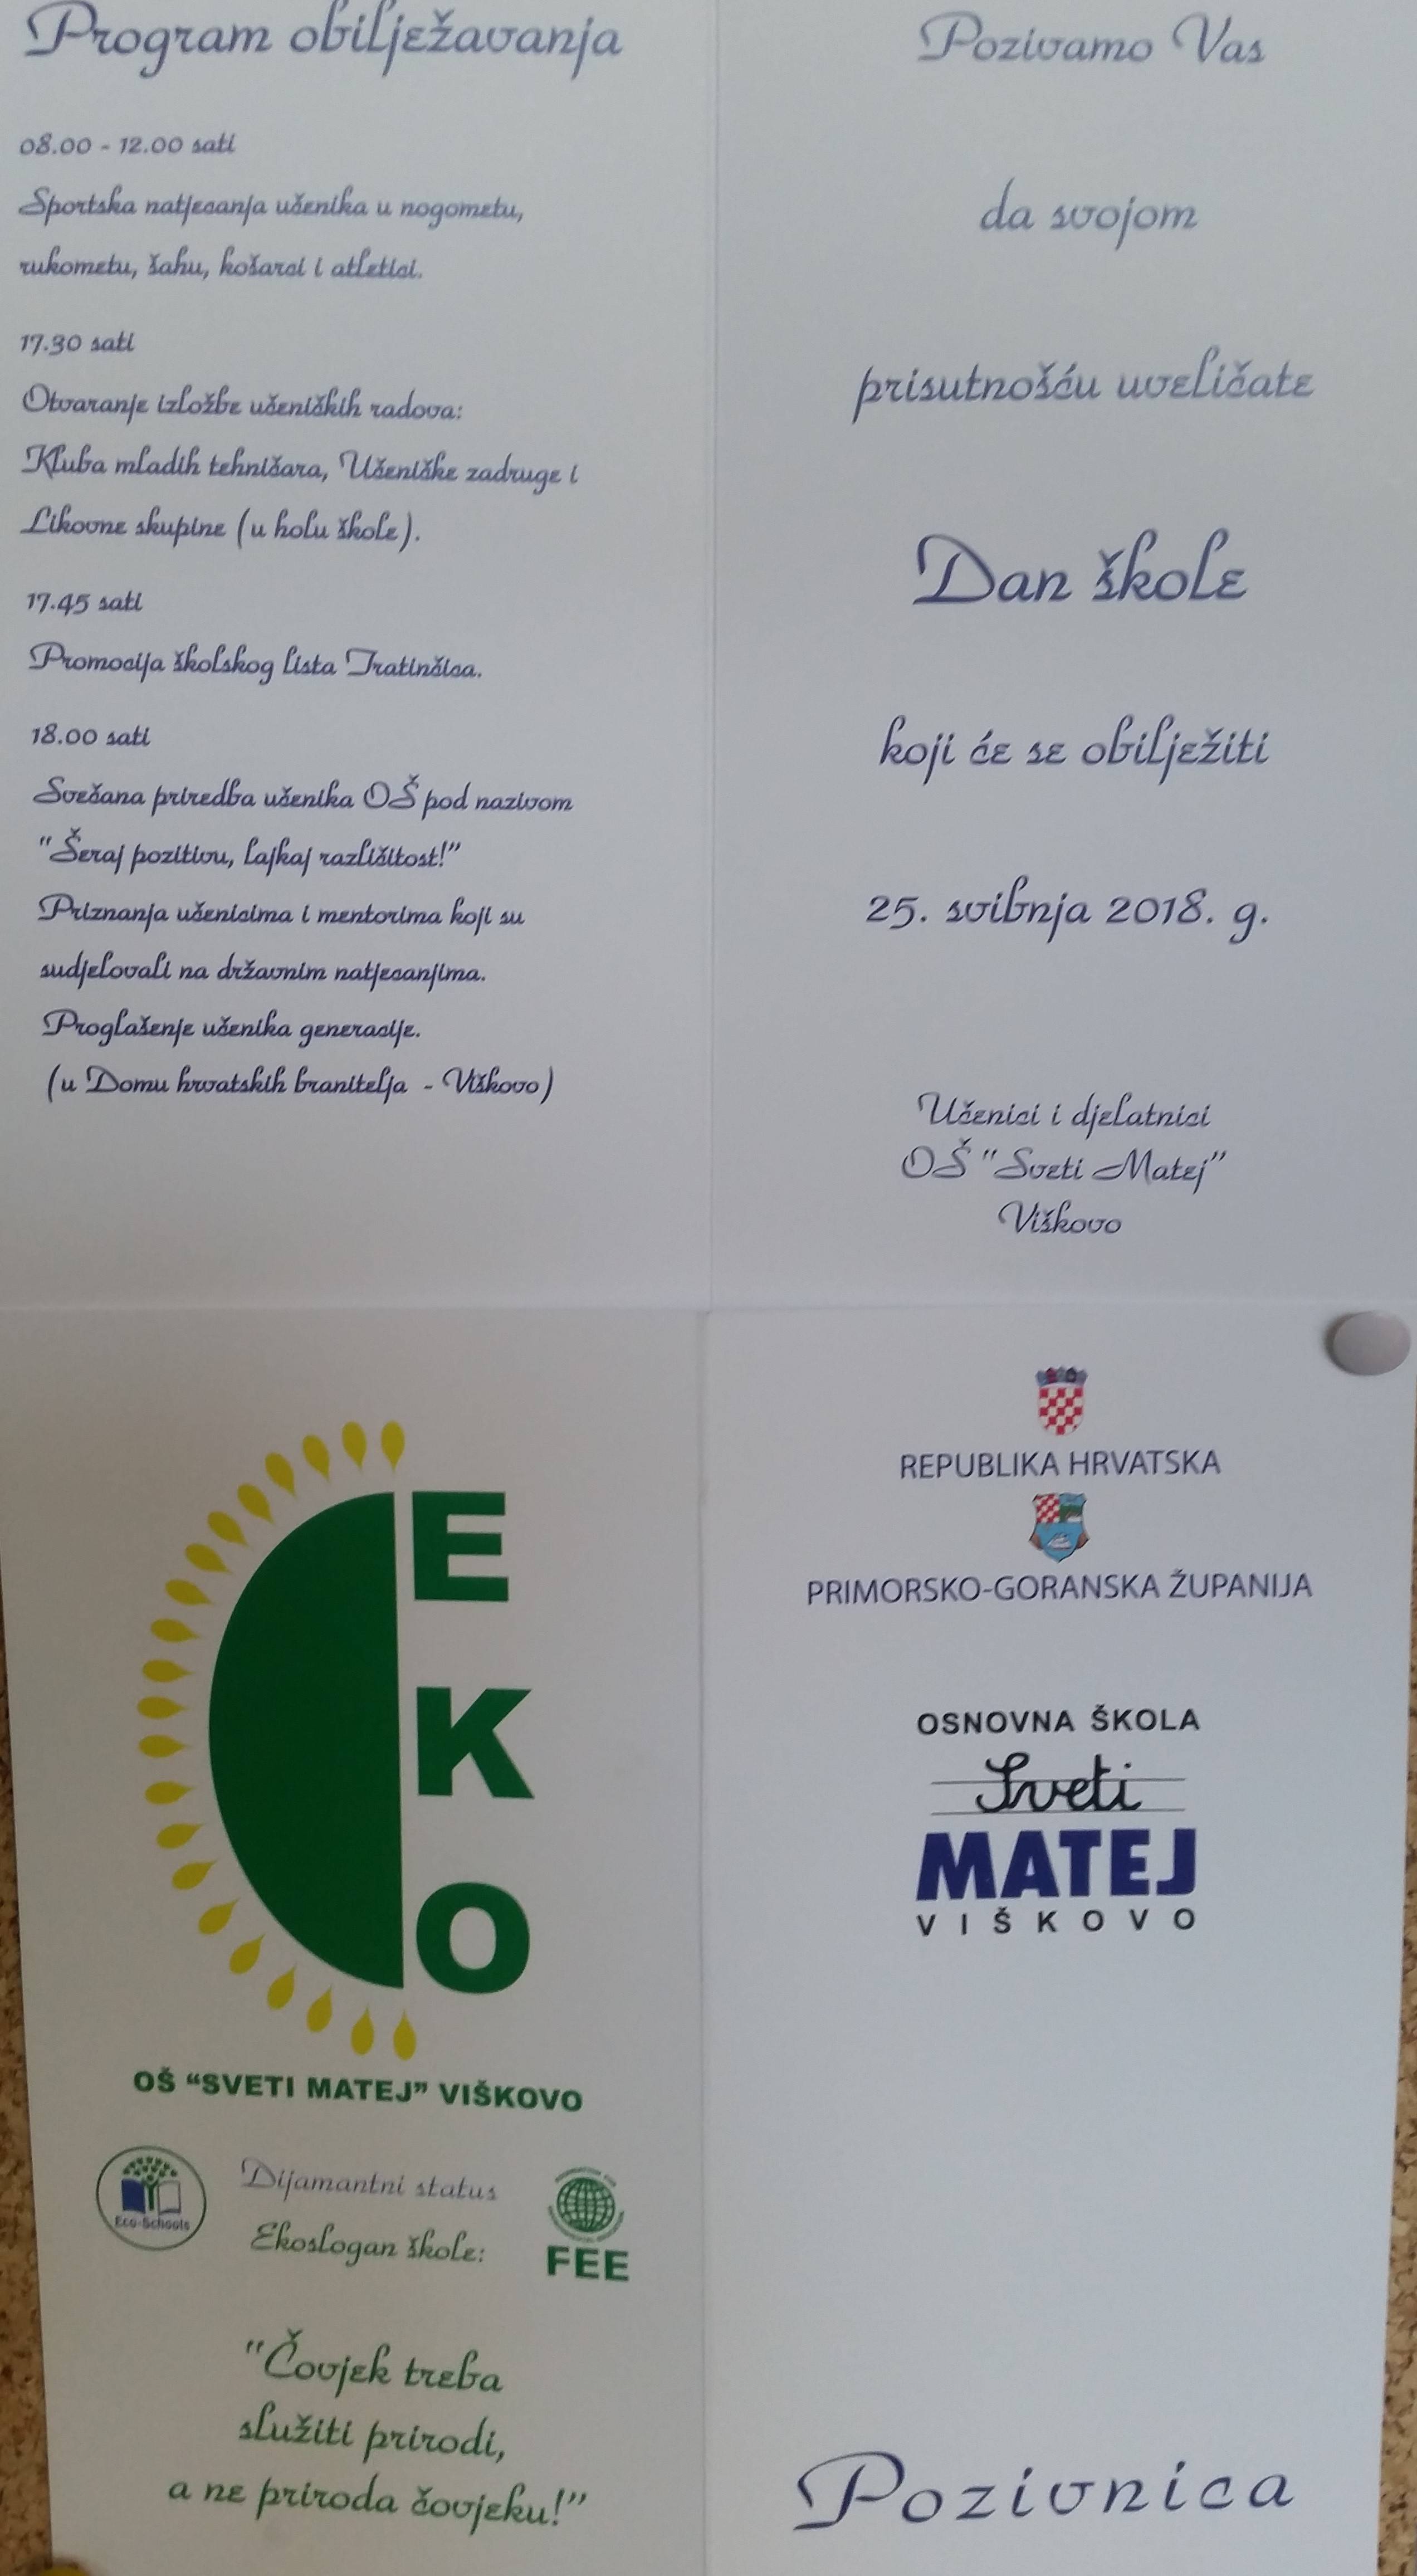 Program obilježavanja
08.00 - 12.00 sati
Sportska natjecanja učenika u nogometu,
rukometu, šahu, košarci i atletici.
17.30 sati
Otvaranje izložbe učeničkih radova:
Kluba mladih tehničara, Učeničke zadruge i
Likovne skupine (u holu škole).
17.45 sati
Promocija školskog lista Tratinčica.
18.00 sati
Svečana priredba učenika OŠ pod nazivom
"Šeraj pozitivu, lajkaj različitost!"
Priznanja učenicima i mentorima koji su
sudjelovali na državnim natjecanjima.
Proglašenje učenika generacije.
(u Domu hrvatskih branitelja - Viškovo)
Pozivamo Vas
da svojom
prisutnošću uveličate
Dan škole
koji će se obilježiti
25. svibnja 2018. g.
Učenici i djelatnici
OŠ "Sveti Matej"
Viškovo
E
K
O
OŠ “SVETI MATEJ” VIŠKOVO
Eco-Schools
Dijamantni status
Ekoslogan škole:
FEE
"Čovjek treba
služiti prirodi,
a ne priroda čovjeku!"
REPUBLIKA HRVATSKA
PRIMORSKO-GORANSKA ŽUPANIJA
OSNOVNA ŠKOLA
Sveti
MATEJ
VIŠKOVO
Pozivnica